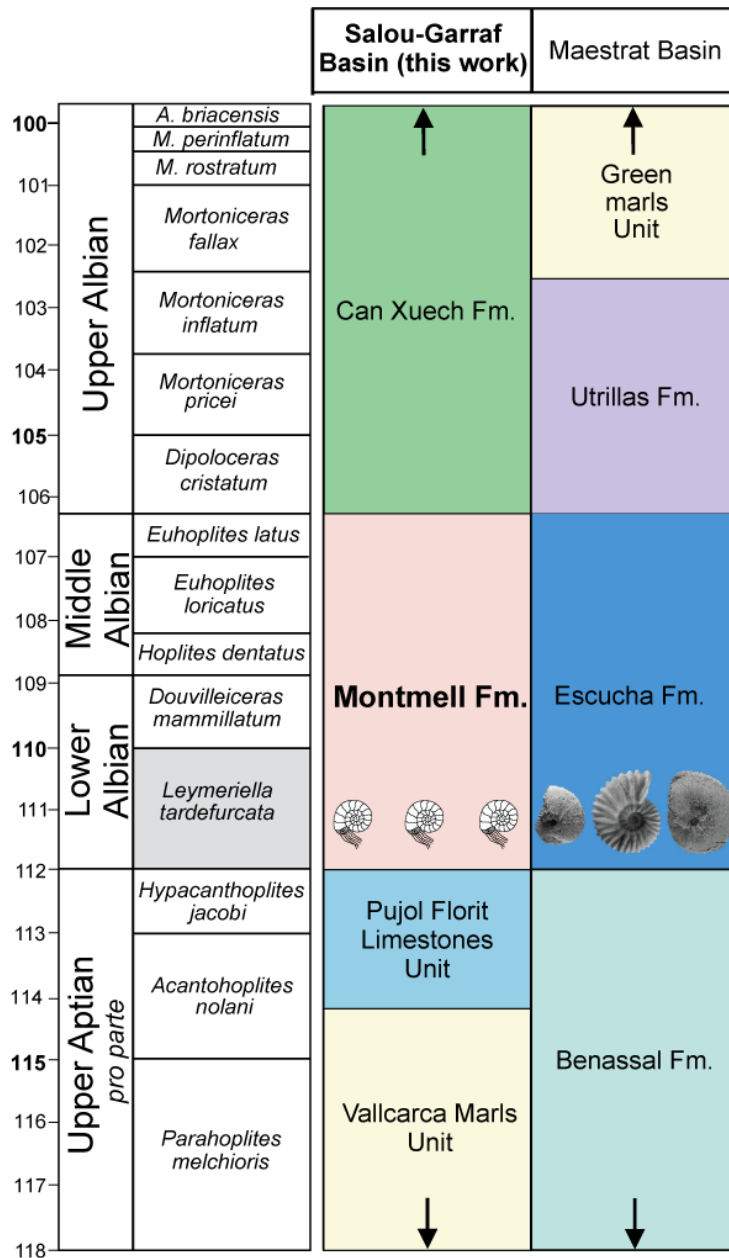 Salou-Garraf
Basin (this work)
Maestrat Basin
100
101
102
103
104
105
106
107
108
109
110
111
112
113
114
115
116
117
118
Upper Albian
Middle
Albian
Lower
Albian
Upper Aptian
pro parte
A. briacensis
M. perinflatum
M. rostratum
Mortoniceras
fallax
Mortoniceras
inflatum
Mortoniceras
pricei
Dipoloceras
cristatum
Euhoplites latus
Euhoplites
loricatus
Hoplites dentatus
Douvilleiceras
mammillatum
Leymeriella
tardefurcata
Hypacanthoplites
jacobi
Acantohoplites
nolani
Parahoplites
melchioris
Can Xuech Fm.
Montmell Fm.
Pujol Florit
Limestones
Unit
Vallcarca Marls
Unit
Green
marls
Unit
Utrillas Fm.
Escucha Fm.
Benassal Fm.